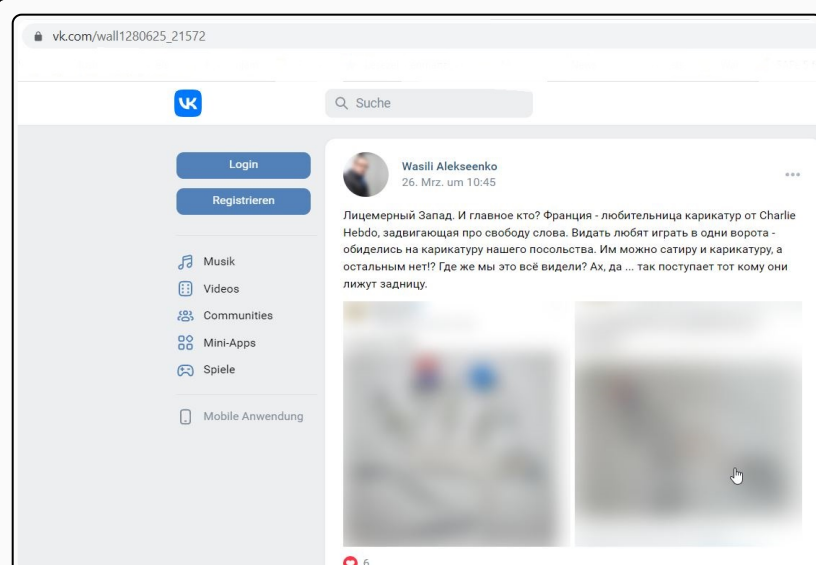 vk.com/wall1280625_21572
Suche
Login
Registrieren
Musik
Videos
Communities
Mini-Apps
Spiele
Mobile Anwendung
Wasili Alekseenko
26. Mrz. um 10:45
Лицемерный Запад. И главное кто? Франция - любительница карикатур от Charlie
Hebdo, задвигающая про свободу слова. Видать любят играть в одни ворота -
обиделись на карикатуру нашего посольства. Им можно сатиру и карикатуру, а
остальным нет!? Где же мы это всё видели? Ах, да ... так поступает тот кому они
лижут задницу.
6